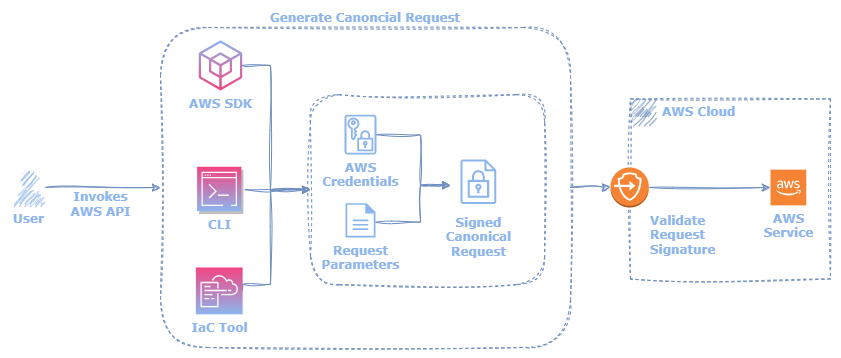 Generate Canoncial Request
AWS SDK
AWS Cloud
AWS
Credentials
Invokes
AWS API
User
CLI
aws
Signed
Canonical
Request
Request
Parameters
Validate
Request
Signature
AWS
Service
IaC Tool